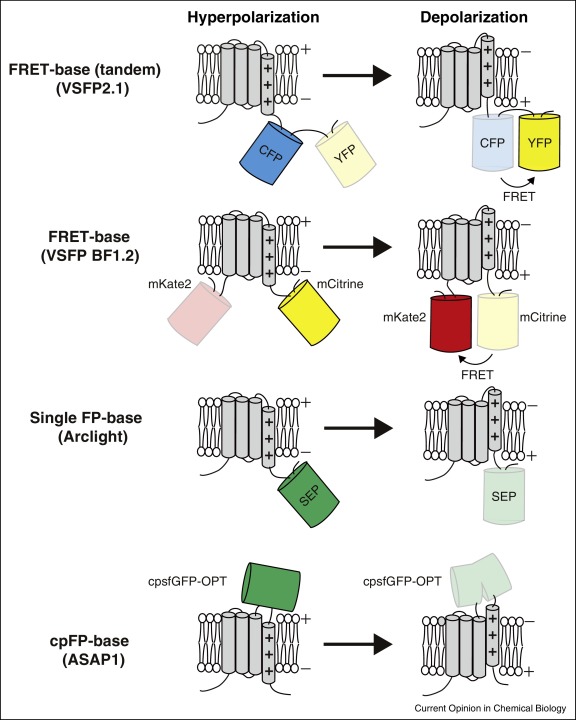 Hyperpolarization
Depolarization
FRET-base (tandem)
(VSFP2.1)
+
+
+
+
−
CFP
YFP
−
+
+
+
+
CFP
YFP
FRET
FRET-base
(VSFP BF1.2)
+
+
+
+
−
mKate2
mCitrine
−
+
+
+
+
mKate2
mCitrine
FRET
Single FP-base
(Arclight)
+
+
+
+
−
SEP
−
+
+
+
+
SEP
cpFP-base
(ASAP1)
cpsfGFP-OPT
+
+
+
+
−
cpsfGFP-OPT
−
+
+
+
+
Current Opinion in Chemical Biology